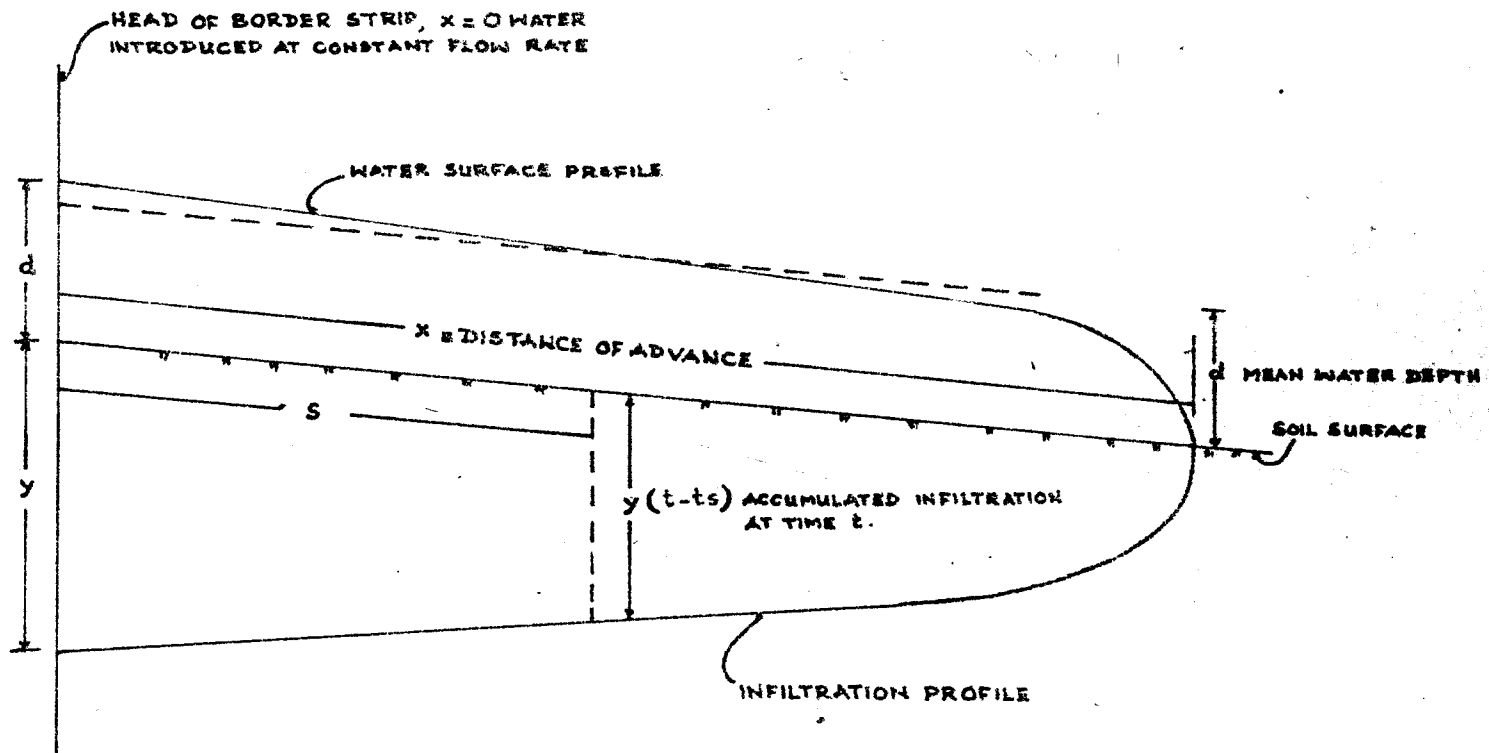 HEAD OF BORDER STRIP, X = 0 WATER
INTRODUCED AT CONSTANT FLOW RATE
WATER SURFACE PROFILE
d
X = DISTANCE OF ADVANCE
d MEAN WATER DEPTH
S
SOIL SURFACE
y
y(t-ts) ACCUMULATED INFILTRATION
AT TIME t.
INFILTRATION PROFILE